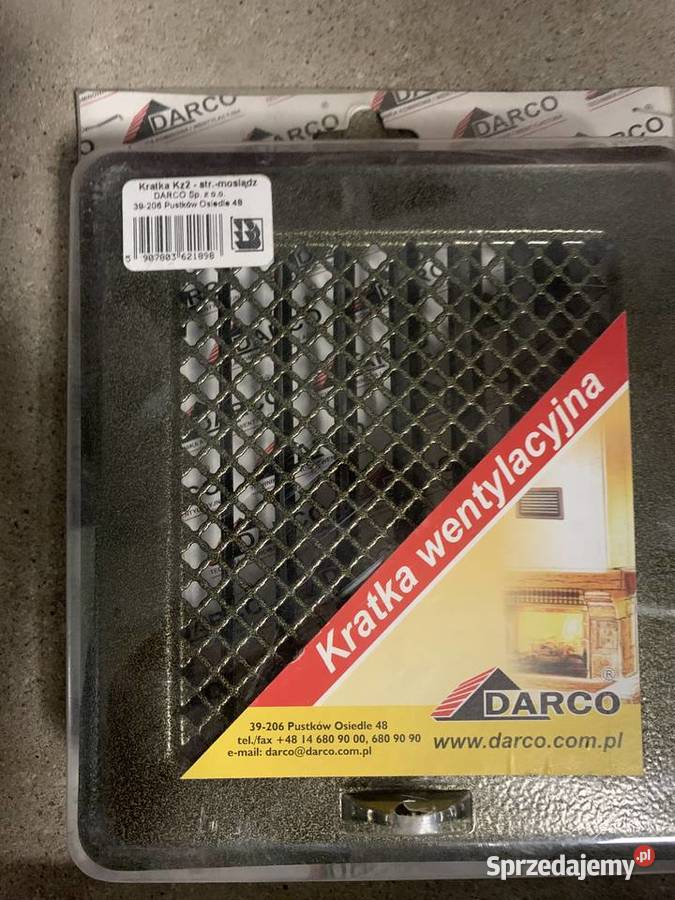 DARCO
DARCO
DARCO
Kratka Kz2 - str.-mosiądz
DARCO Sp. z o.o.
39-206 Pustków Osiedle 48
5 907803 621898
DARCO
Kratka wentylacyjna
DARCO®
39-206 Pustków Osiedle 48
tel./fax +48 14 680 90 00, 680 90 90
e-mail: darco@darco.com.pl
www.darco.com.pl
Sprzedajemy.pl